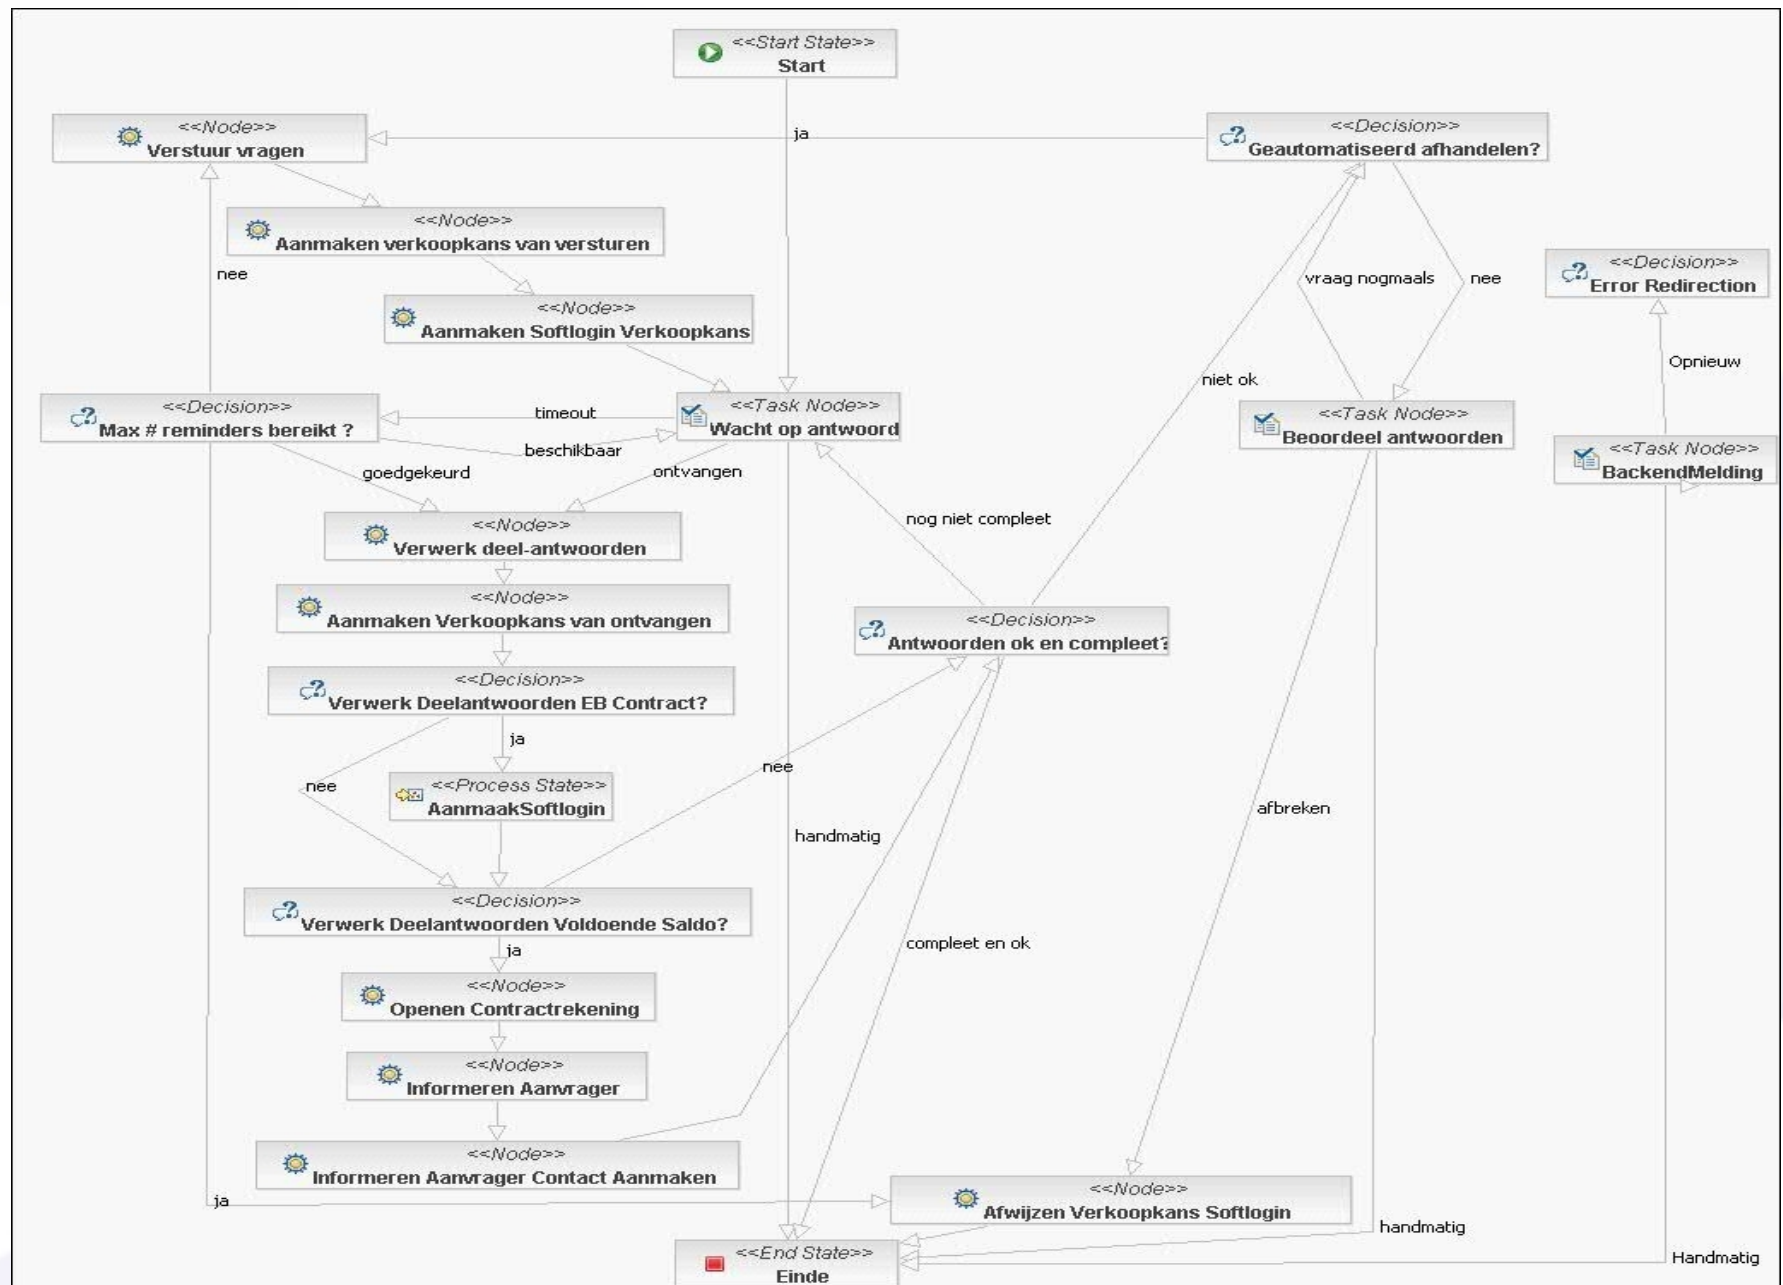 <<Start State>>
Start
<<Node>>
Verstuur vragen
ja
<<Decision>>
Geautomatiseerd afhandelen?
<<Node>>
Aanmaken verkoopkans van versturen
nee
vraag nogmaals
nee
<<Decision>>
Error Redirection
<<Node>>
Aanmaken Softlogin Verkoopkans
Opnieuw
niet ok
<<Decision>>
Max # reminders bereikt ?
timeout
<<Task Node>>
Wacht op antwoord
<<Task Node>>
Beoordeel antwoorden
beschikbaar
<<Task Node>>
BackendMelding
goedgekeurd
ontvangen
<<Node>>
Verwerk deel-antwoorden
nog niet compleet
<<Node>>
Aanmaken Verkoopkans van ontvangen
<<Decision>>
Antwoorden ok en compleet?
<<Decision>>
Verwerk Deelantwoorden EB Contract?
ja
nee
nee
<<Process State>>
AanmaakSoftlogin
handmatig
afbreken
<<Decision>>
Verwerk Deelantwoorden Voldoende Saldo?
ja
compleet en ok
<<Node>>
Openen Contractrekening
<<Node>>
Informeren Aanvrager
<<Node>>
Informeren Aanvrager Contact Aanmaken
ja
<<Node>>
Afwijzen Verkoopkans Softlogin
handmatig
<<End State>>
Einde
Handmatig